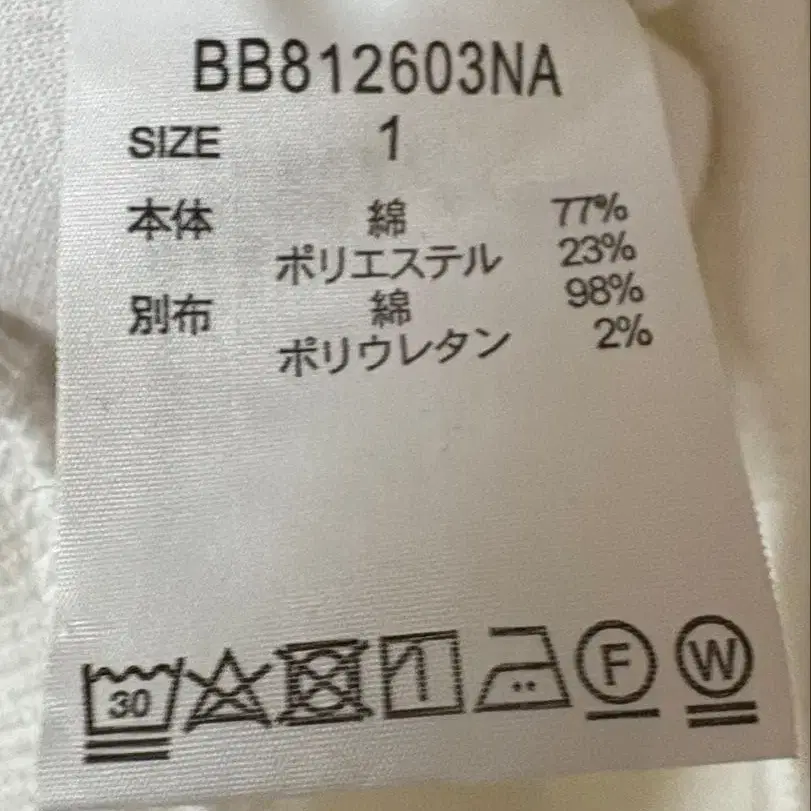 BB812603NA
SIZE 1
本体 綿 77%
ポリエステル 23%
別布 綿 98%
ポリウレタン 2%
30 F W